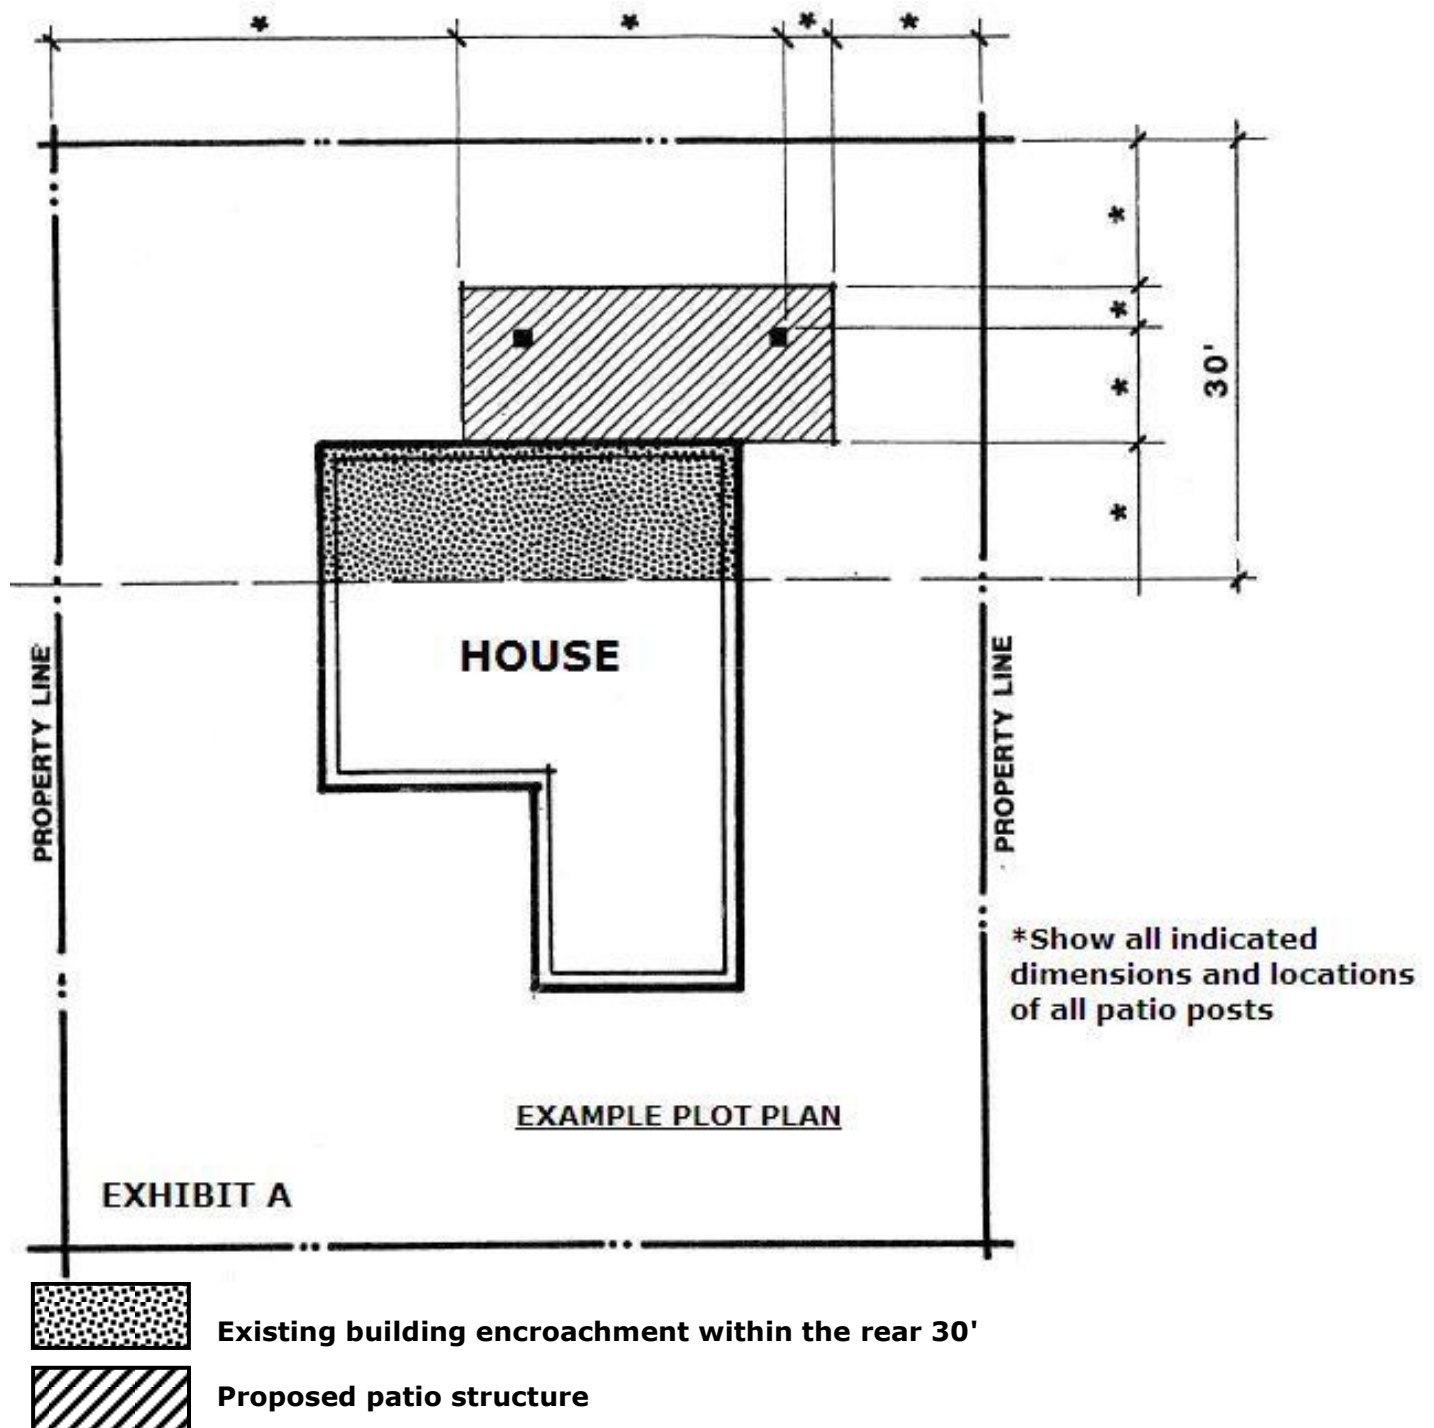 *
*
*
*
*
*
*
*
30'
HOUSE
PROPERTY LINE
PROPERTY LINE
*Show all indicated
dimensions and locations
of all patio posts
EXAMPLE PLOT PLAN
EXHIBIT A
Existing building encroachment within the rear 30'
Proposed patio structure